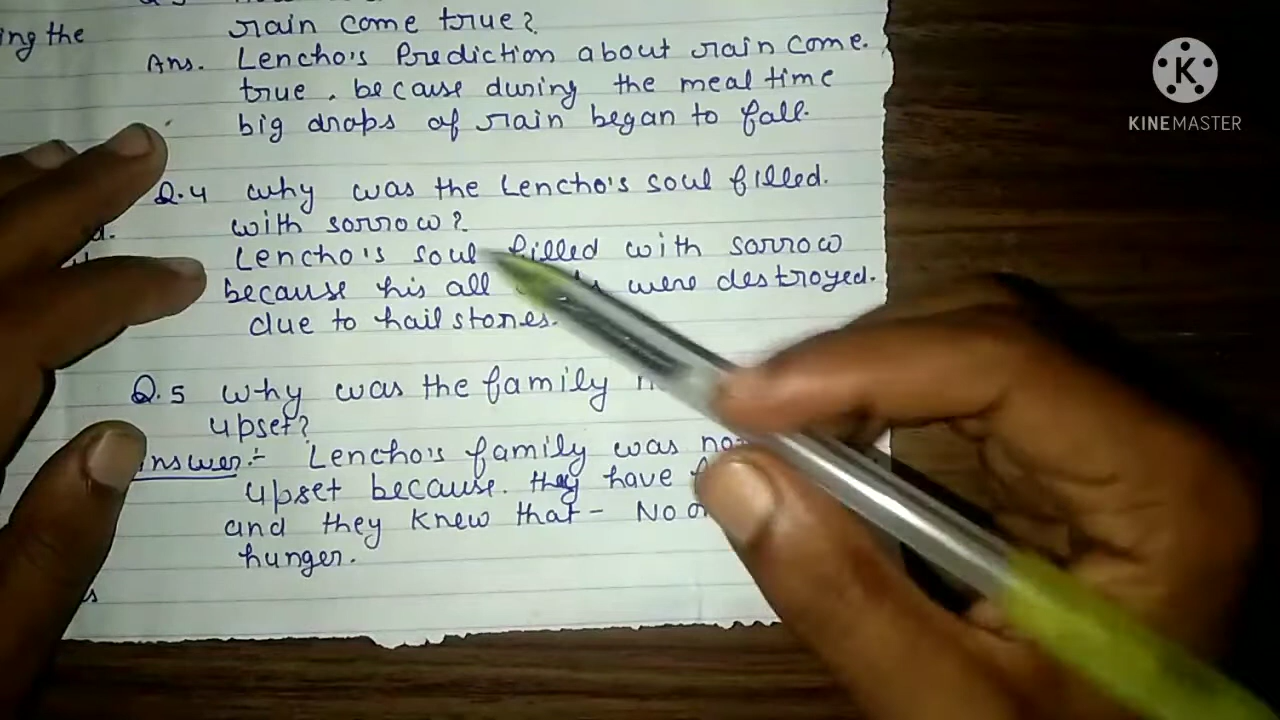 ing the
rain come true?
Ans. Lencho's Prediction about rain come.
true. because during the meal time
big drops of rain began to fall.
Q.4 why was the Lencho's soul filled.
with sorrow?
Lencho's soul filled with sorrow
because his all were destroyed.
due to hail stones.
Q.5 why was the family
upset?
Answer:- Lencho's family was
upset because. they have
and they knew that - No
hunger.
K
KINEMASTER